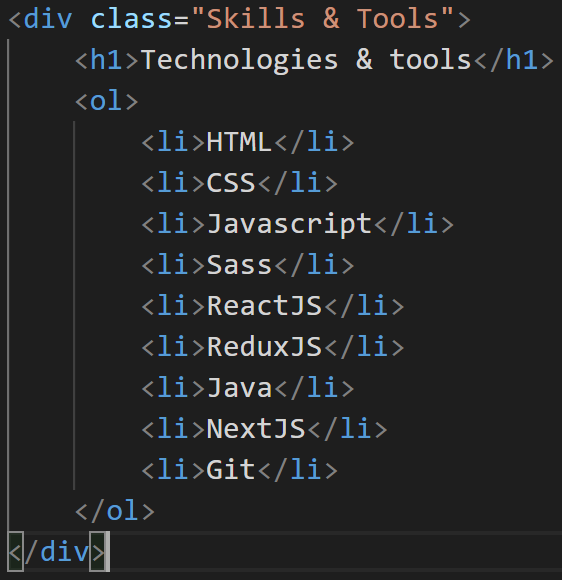 <div class="Skills & Tools">
<h1>Technologies & tools</h1>
<ol>
<li>HTML</li>
<li>CSS</li>
<li>Javascript</li>
<li>Sass</li>
<li>ReactJS</li>
<li>ReduxJS</li>
<li>Java</li>
<li>NextJS</li>
<li>Git</li>
</ol>
</div>